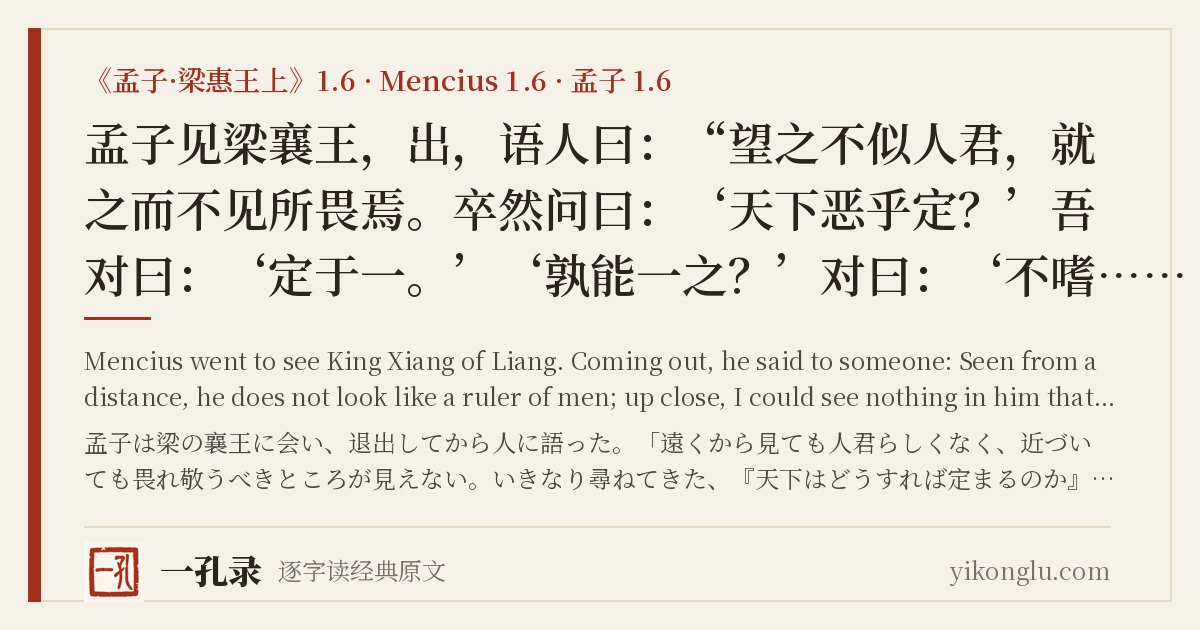 《孟子·梁惠王上》1.6 · Mencius 1.6 · 孟子 1.6
孟子见梁襄王，出，语人曰：“望之不似人君，就
之而不见所畏焉。卒然问曰：‘天下恶乎定？’吾
对曰：‘定于一。’‘孰能一之？’对曰：‘不嗜……
Mencius went to see King Xiang of Liang. Coming out, he said to someone: Seen from a
distance, he does not look like a ruler of men; up close, I could see nothing in him that...
孟子は梁の襄王に会い、退出してから人に語った。「遠くから見ても人君らしくなく、近づい
ても畏れ敬うべきところが見えない。いきなり尋ねてきた、『天下はどうすれば定まるのか』…
一孔
一孔录 逐字读经典原文
yikonglu.com